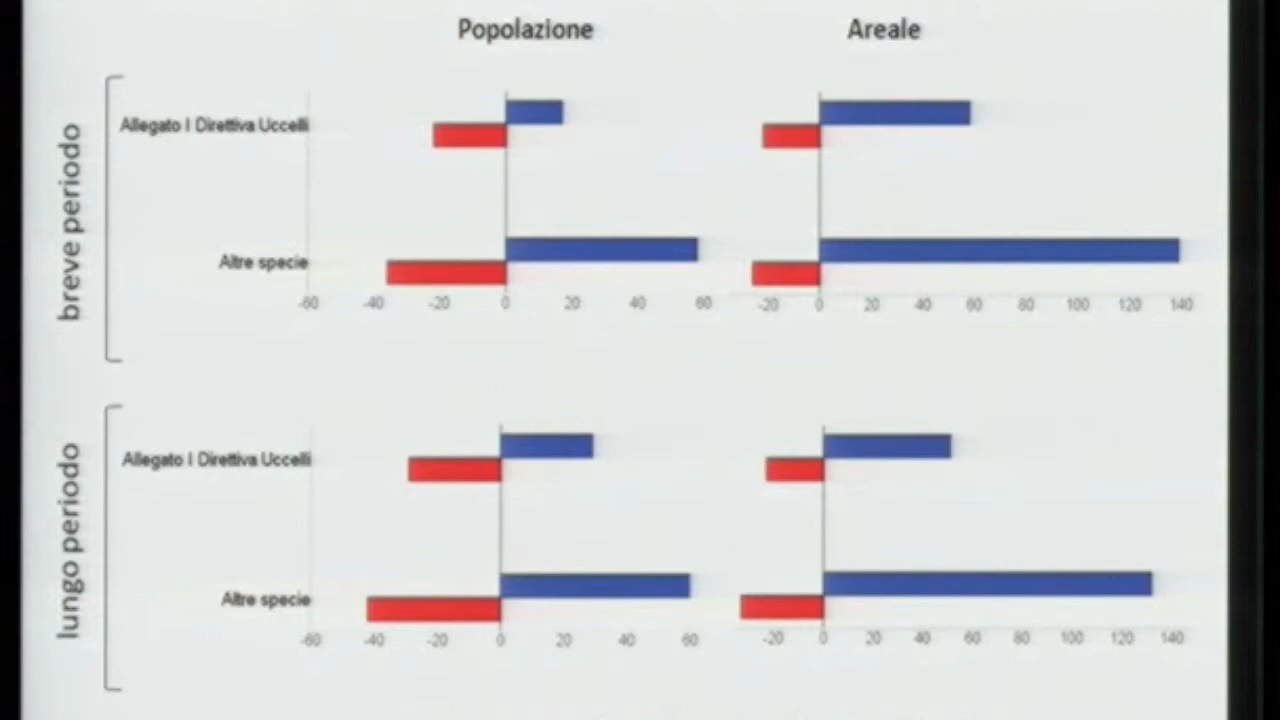 Popolazione Areale
breve periodo
Allegato I Direttiva Uccelli
Altre specie
-60 -40 -20 0 20 40 60
-20 0 20 40 60 80 100 120 140
lungo periodo
Allegato I Direttiva Uccelli
Altre specie
-60 -40 -20 0 20 40 60
-20 0 20 40 60 80 100 120 140